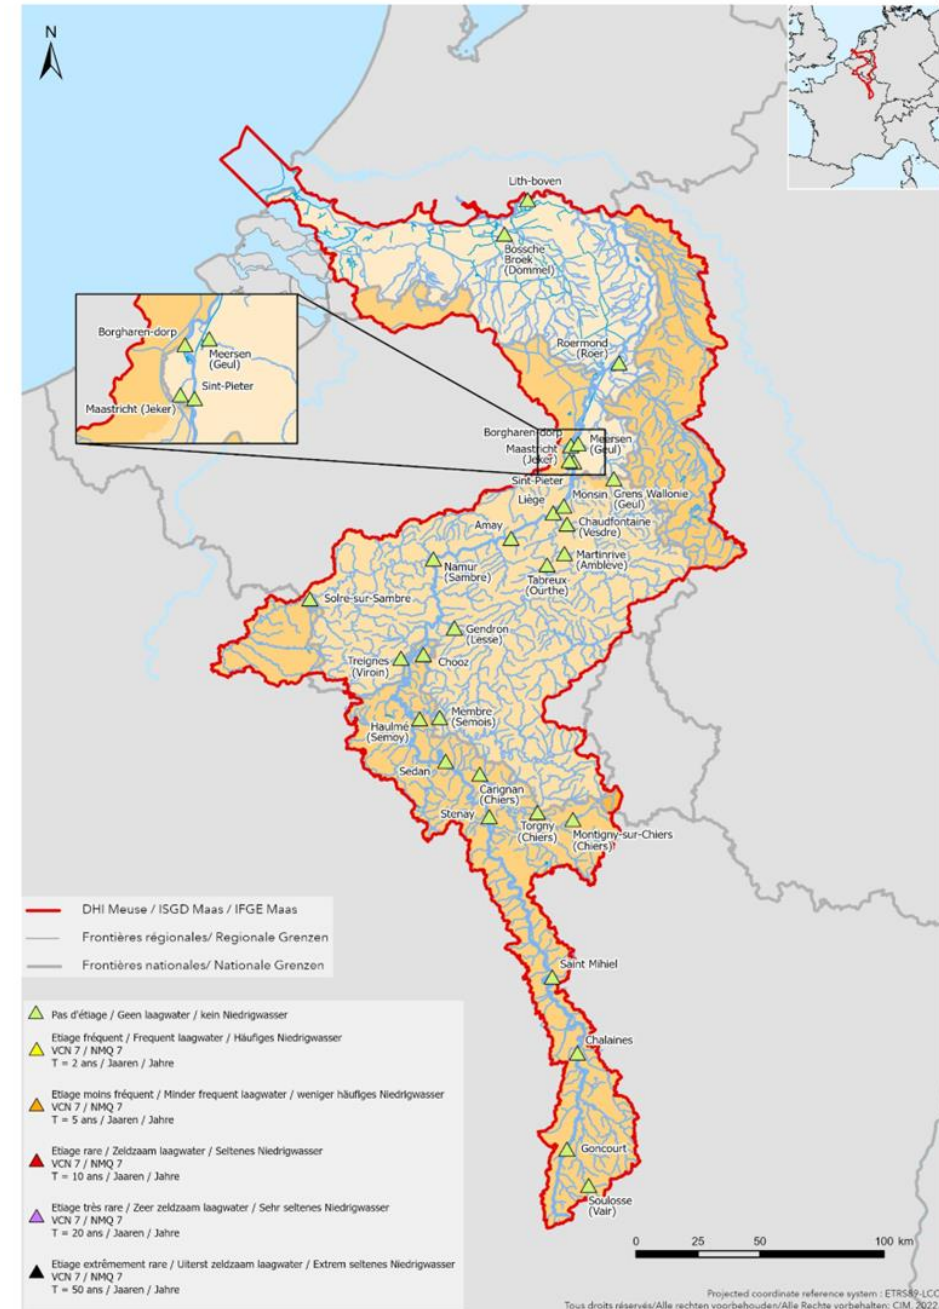 N
Lith-boven
Bossche
Broek
(Dommel)
Borgharen-dorp
Meersen
(Geul)
Sint-Pieter
Maastricht (Jeker)
Roermond
(Roer)
Borgharen-dorp
Meersen
(Geul)
Maastricht
(Jeker)
Sint-Pieter
Monsin
Grens Wallonie
(Geul)
Liège
Chaudfontaine
(Vesdre)
Amay
Martinrive
(Amblève)
Namur
(Sambre)
Tabreux
(Ourthe)
Solre-sur-Sambre
Gendron
(Lesse)
Treignes
(Viroin)
Chooz
Haulmé
(Semoy)
Membre
(Semois)
Sedan
Carignan
(Chiers)
Stenay
Torgny
(Chiers)
Montigny-sur-Chiers
(Chiers)
Saint Mihiel
Chalaines
Goncourt
Soulosse
(Vair)
DHI Meuse / ISGD Maas / IFGE Maas
Frontières régionales/ Regionale Grenzen
Frontières nationales/ Nationale Grenzen
Pas d'étiage / Geen laagwater / kein Niedrigwasser
Etiage fréquent / Frequent laagwater / Häufiges Niedrigwasser
VCN 7 / NMQ 7
T = 2 ans / Jaaren / Jahre
Etiage moins fréquent / Minder frequent laagwater / weniger häufiges Niedrigwasser
VCN 7 / NMQ 7
T = 5 ans / Jaaren / Jahre
Etiage rare / Zeldzaam laagwater / Seltenes Niedrigwasser
VCN 7 / NMQ 7
T = 10 ans / Jaaren / Jahre
Etiage très rare / Zeer zeldzaam laagwater / Sehr seltenes Niedrigwasser
VCN 7 / NMQ 7
T = 20 ans / Jaaren / Jahre
Etiage extrêmement rare / Uiterst zeldzaam laagwater / Extrem seltenes Niedrigwasser
VCN 7 / NMQ 7
T = 50 ans / Jaaren / Jahre
0 25 50 100 km
Projected coordinate reference system : ETRS89-LCC
Tous droits réservés/Alle rechten voorbehouden/Alle Rechte vorbehalten: CIM, 2022